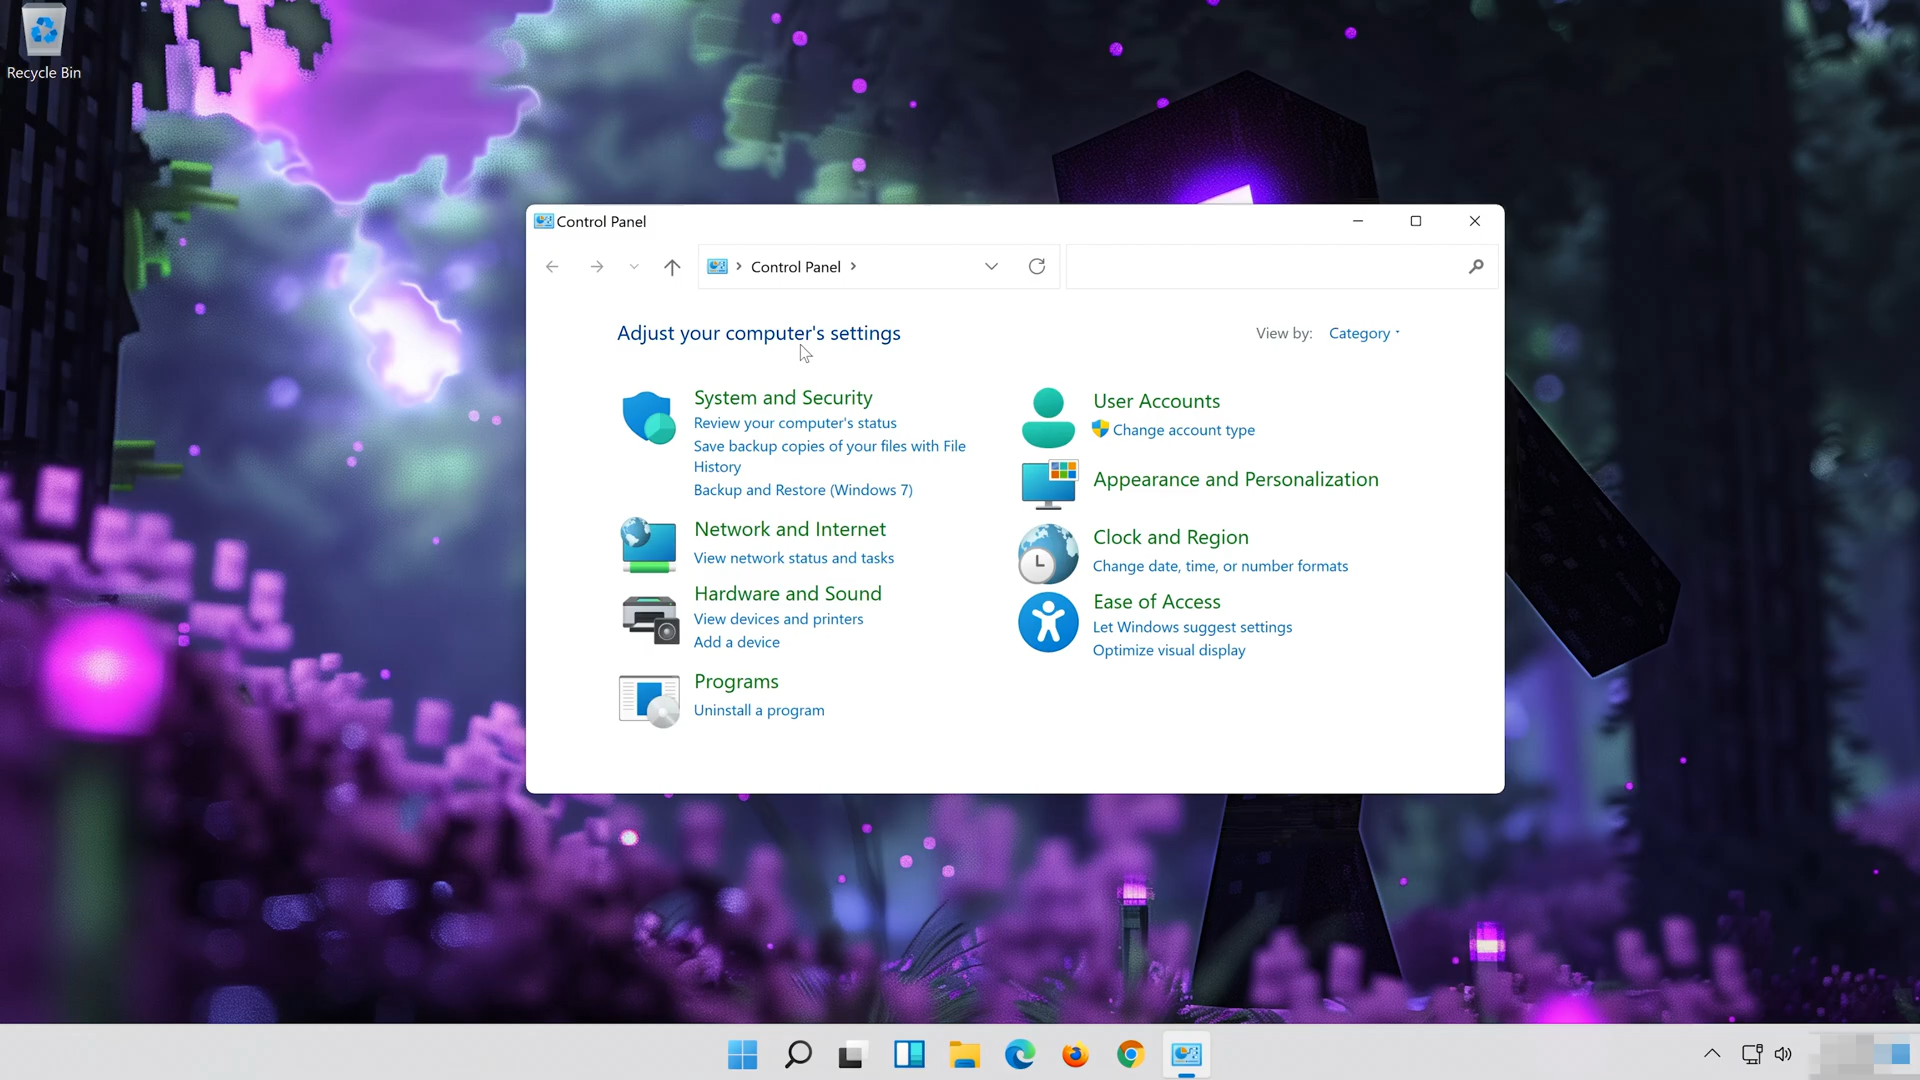 Recycle Bin
Control Panel
Control Panel
Adjust your computer's settings
View by: Category
System and Security
Review your computer's status
Save backup copies of your files with File
History
Backup and Restore (Windows 7)
Network and Internet
View network status and tasks
Hardware and Sound
View devices and printers
Add a device
Programs
Uninstall a program
User Accounts
Change account type
Appearance and Personalization
Clock and Region
Change date, time, or number formats
Ease of Access
Let Windows suggest settings
Optimize visual display